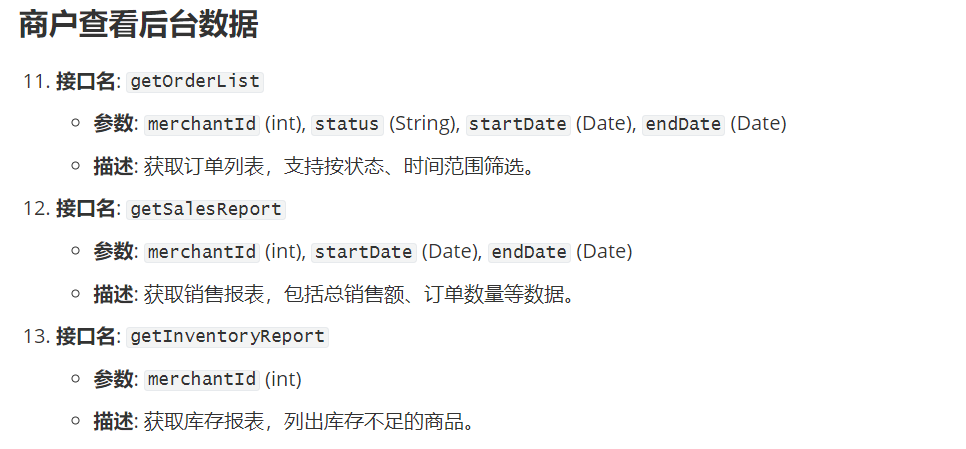 商户查看后台数据
11. 接口名: getOrderList
○ 参数: merchantId (int), status (String), startDate (Date), endDate (Date)
○ 描述: 获取订单列表，支持按状态、时间范围筛选。
12. 接口名: getSalesReport
○ 参数: merchantId (int), startDate (Date), endDate (Date)
○ 描述: 获取销售报表，包括总销售额、订单数量等数据。
13. 接口名: getInventoryReport
○ 参数: merchantId (int)
○ 描述: 获取库存报表，列出库存不足的商品。